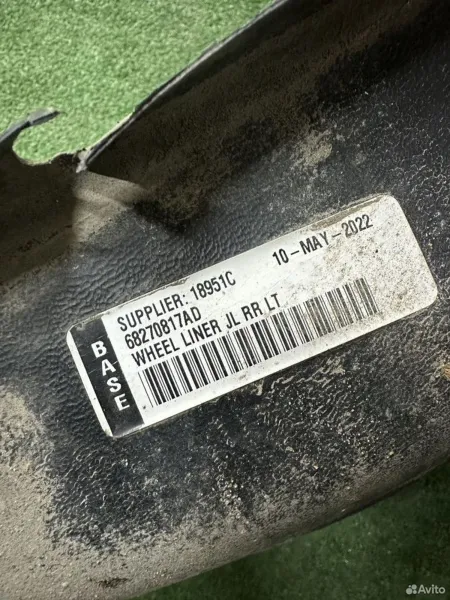 SUPPLIER: 18951C 10-MAY-2022
68270817AD
WHEEL LINER JL RR LT
BASE
Avito